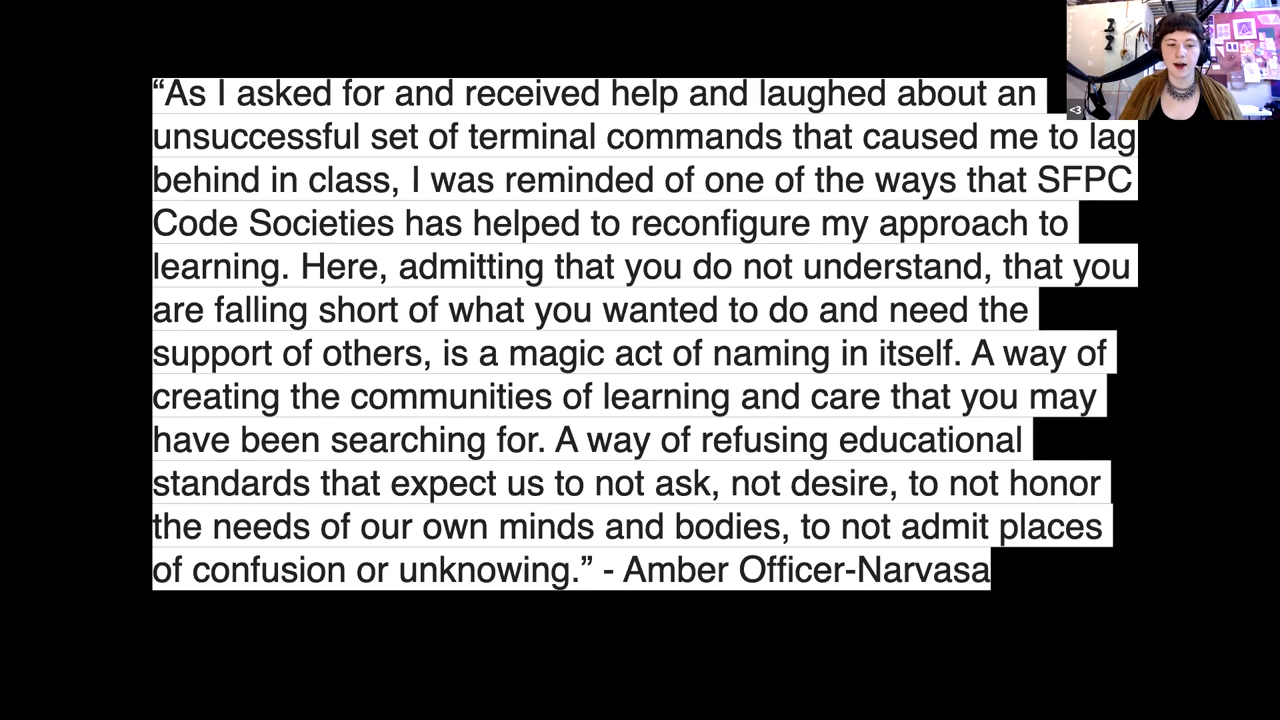 “As I asked for and received help and laughed about an
unsuccessful set of terminal commands that caused me to lag
behind in class, I was reminded of one of the ways that SFPC
Code Societies has helped to reconfigure my approach to
learning. Here, admitting that you do not understand, that you
are falling short of what you wanted to do and need the
support of others, is a magic act of naming in itself. A way of
creating the communities of learning and care that you may
have been searching for. A way of refusing educational
standards that expect us to not ask, not desire, to not honor
the needs of our own minds and bodies, to not admit places
of confusion or unknowing.” - Amber Officer-Narvasa
<3